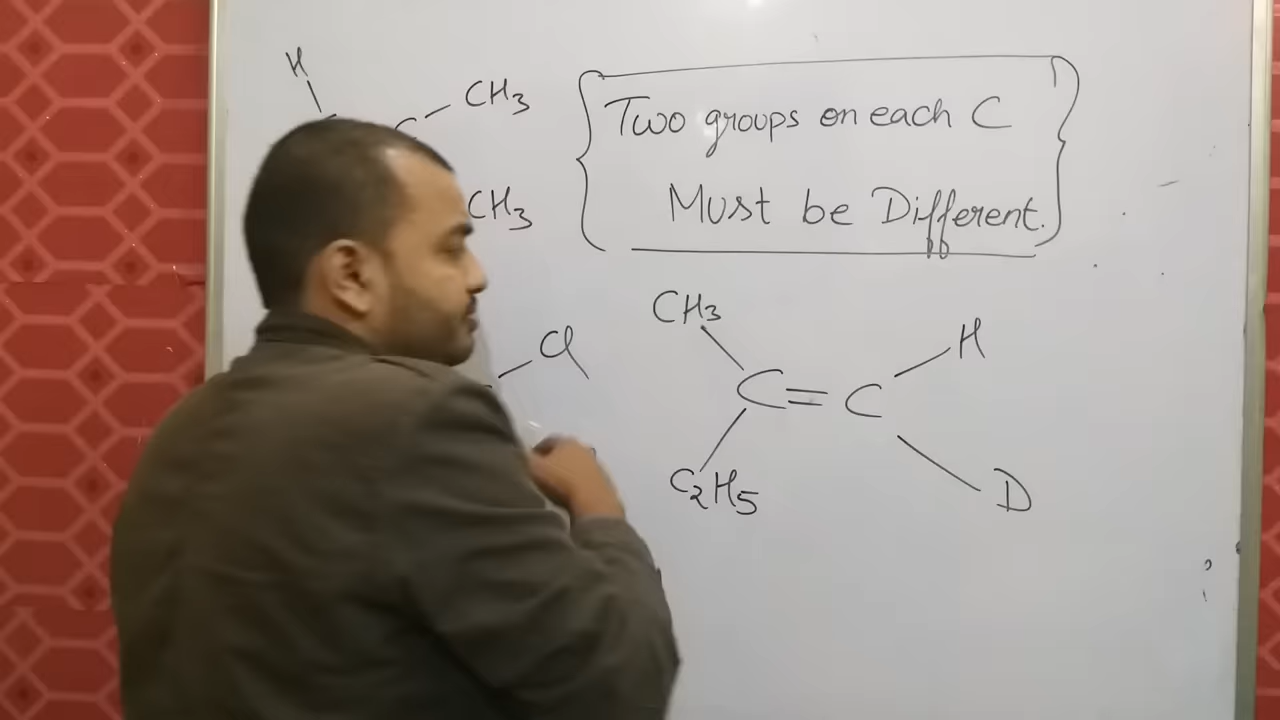 H
CH3
Two groups on each C
C
CH3
Must be Different.
CH3
Cl
H
C=C
C2H5
D